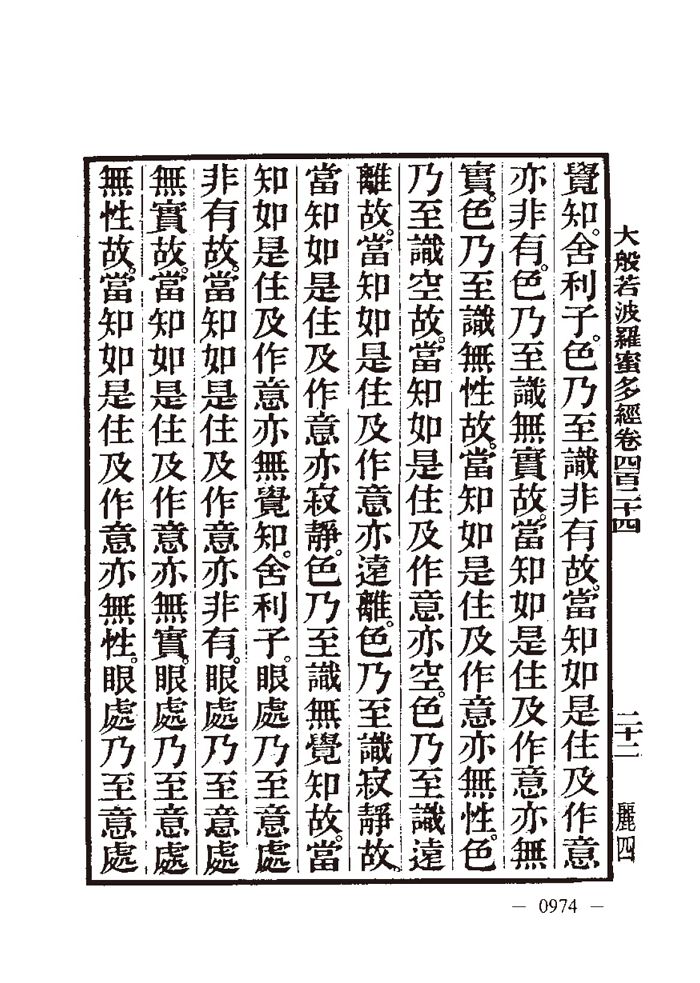 大般若波羅蜜多經卷四百二十四 二十二 麗四
覺知。舍利子。色乃至識非有故。當知如是住及作意
亦非有。色乃至識無實故。當知如是住及作意亦無
實。色乃至識無性故。當知如是住及作意亦無性。色
乃至識空故。當知如是住及作意亦空。色乃至識遠
離故。當知如是住及作意亦遠離。色乃至識寂靜故。
當知如是住及作意亦寂靜。色乃至識無覺知故。當
知如是住及作意亦無覺知。舍利子。眼處乃至意處
非有故。當知如是住及作意亦非有。眼處乃至意處
無實故。當知如是住及作意亦無實。眼處乃至意處
無性故。當知如是住及作意亦無性。眼處乃至意處
— 0974 —